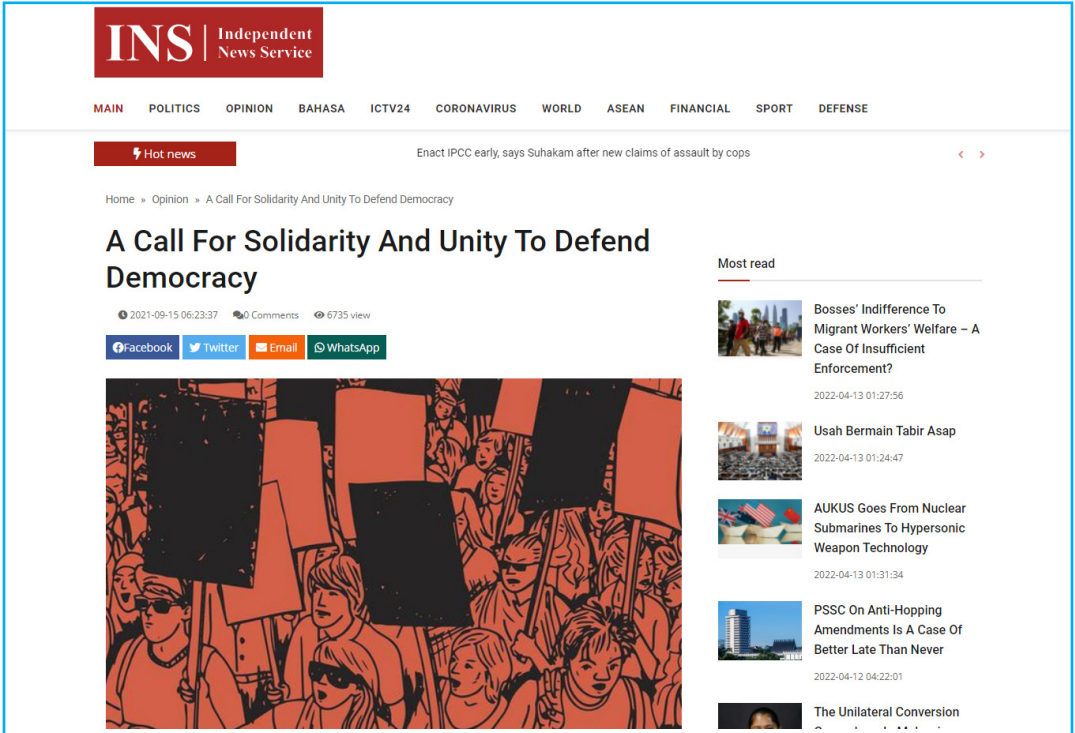 INS | Independent
News Service
MAIN POLITICS OPINION BAHASA ICTV24 CORONAVIRUS WORLD ASEAN FINANCIAL SPORT DEFENSE
Hot news
Enact IPCC early, says Suhakam after new claims of assault by cops
Home » Opinion » A Call For Solidarity And Unity To Defend Democracy
A Call For Solidarity And Unity To Defend
Democracy
2021-09-15 06:23:37 0 Comments 6735 view
Facebook Twitter Email WhatsApp
Most read
Bosses' Indifference To
Migrant Workers' Welfare – A
Case Of Insufficient
Enforcement?
2022-04-13 01:27:56
Usah Bermain Tabir Asap
2022-04-13 01:24:47
AUKUS Goes From Nuclear
Submarines To Hypersonic
Weapon Technology
2022-04-13 01:31:34
PSSC On Anti-Hopping
Amendments Is A Case Of
Better Late Than Never
2022-04-12 04:22:01
The Unilateral Conversion